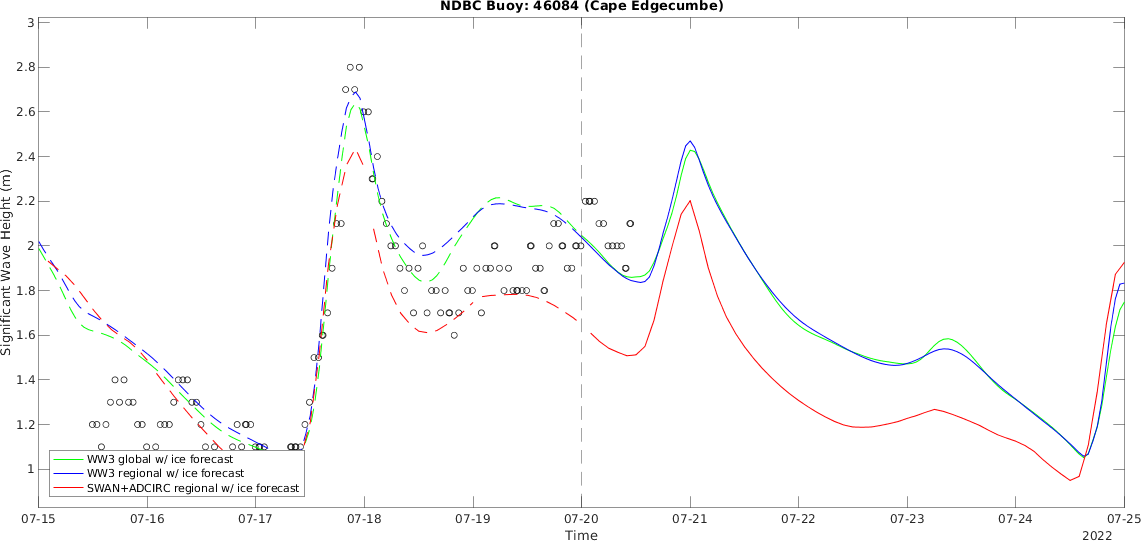 NDBC Buoy: 46084 (Cape Edgecumbe)
3
2.8
2.6
2.4
2.2
2
1.8
1.6
1.4
1.2
1
Significant Wave Height (m)
WW3 global w/ ice forecast
WW3 regional w/ ice forecast
SWAN+ADCIRC regional w/ ice forecast
07-15 07-16 07-17 07-18 07-19 07-20 07-21 07-22 07-23 07-24 07-25
Time
2022